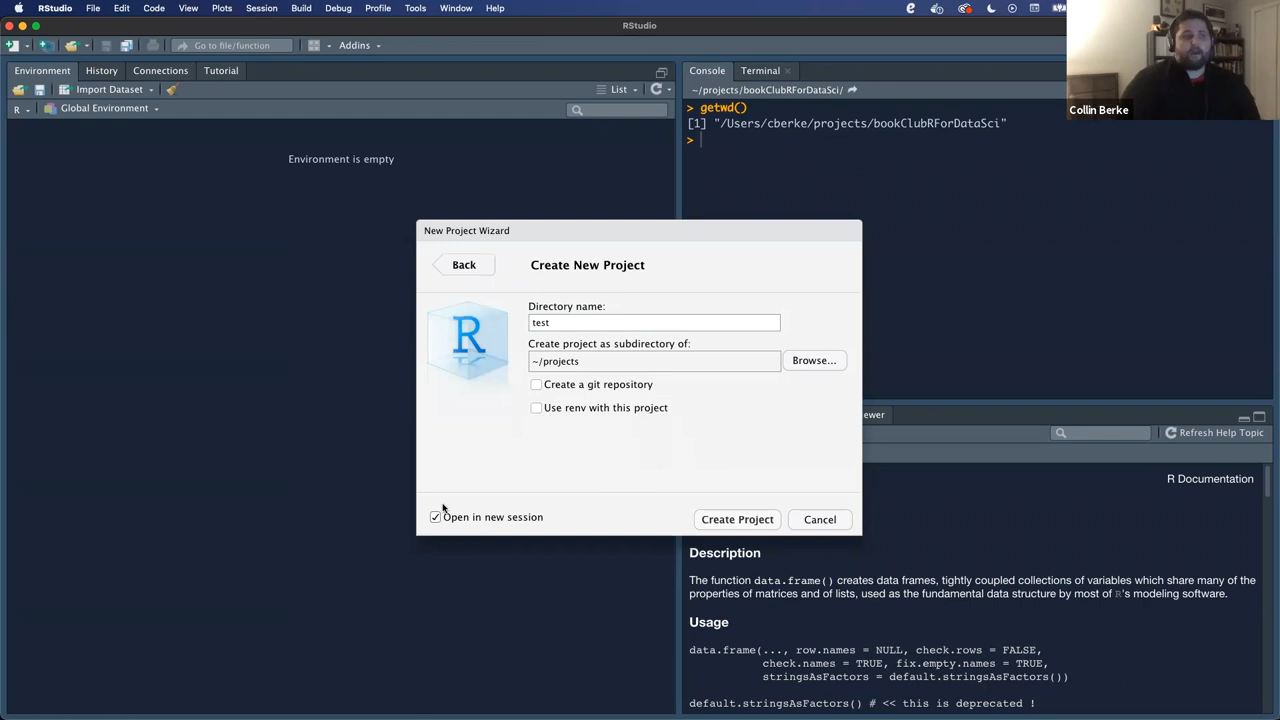 RStudio File Edit Code View Plots Session Build Debug Profile Tools Window Help
RStudio
Go to file/function Addins
Environment History Connections Tutorial
Import Dataset List
R Global Environment
Environment is empty
Console Terminal
~/projects/bookClubRForDataSci/
> getwd()
[1] "/Users/cberke/projects/bookClubRForDataSci"
>
Collin Berke
New Project Wizard
Back Create New Project
R
Directory name:
test
Create project as subdirectory of:
~/projects Browse...
Create a git repository
Use renv with this project
Open in new session Create Project Cancel
ewer
Refresh Help Topic
R Documentation
Description
The function data.frame() creates data frames, tightly coupled collections of variables which share many of the
properties of matrices and of lists, used as the fundamental data structure by most of R's modeling software.
Usage
data.frame(..., row.names = NULL, check.rows = FALSE,
check.names = TRUE, fix.empty.names = TRUE,
stringsAsFactors = default.stringsAsFactors())
default.stringsAsFactors() # << this is deprecated !